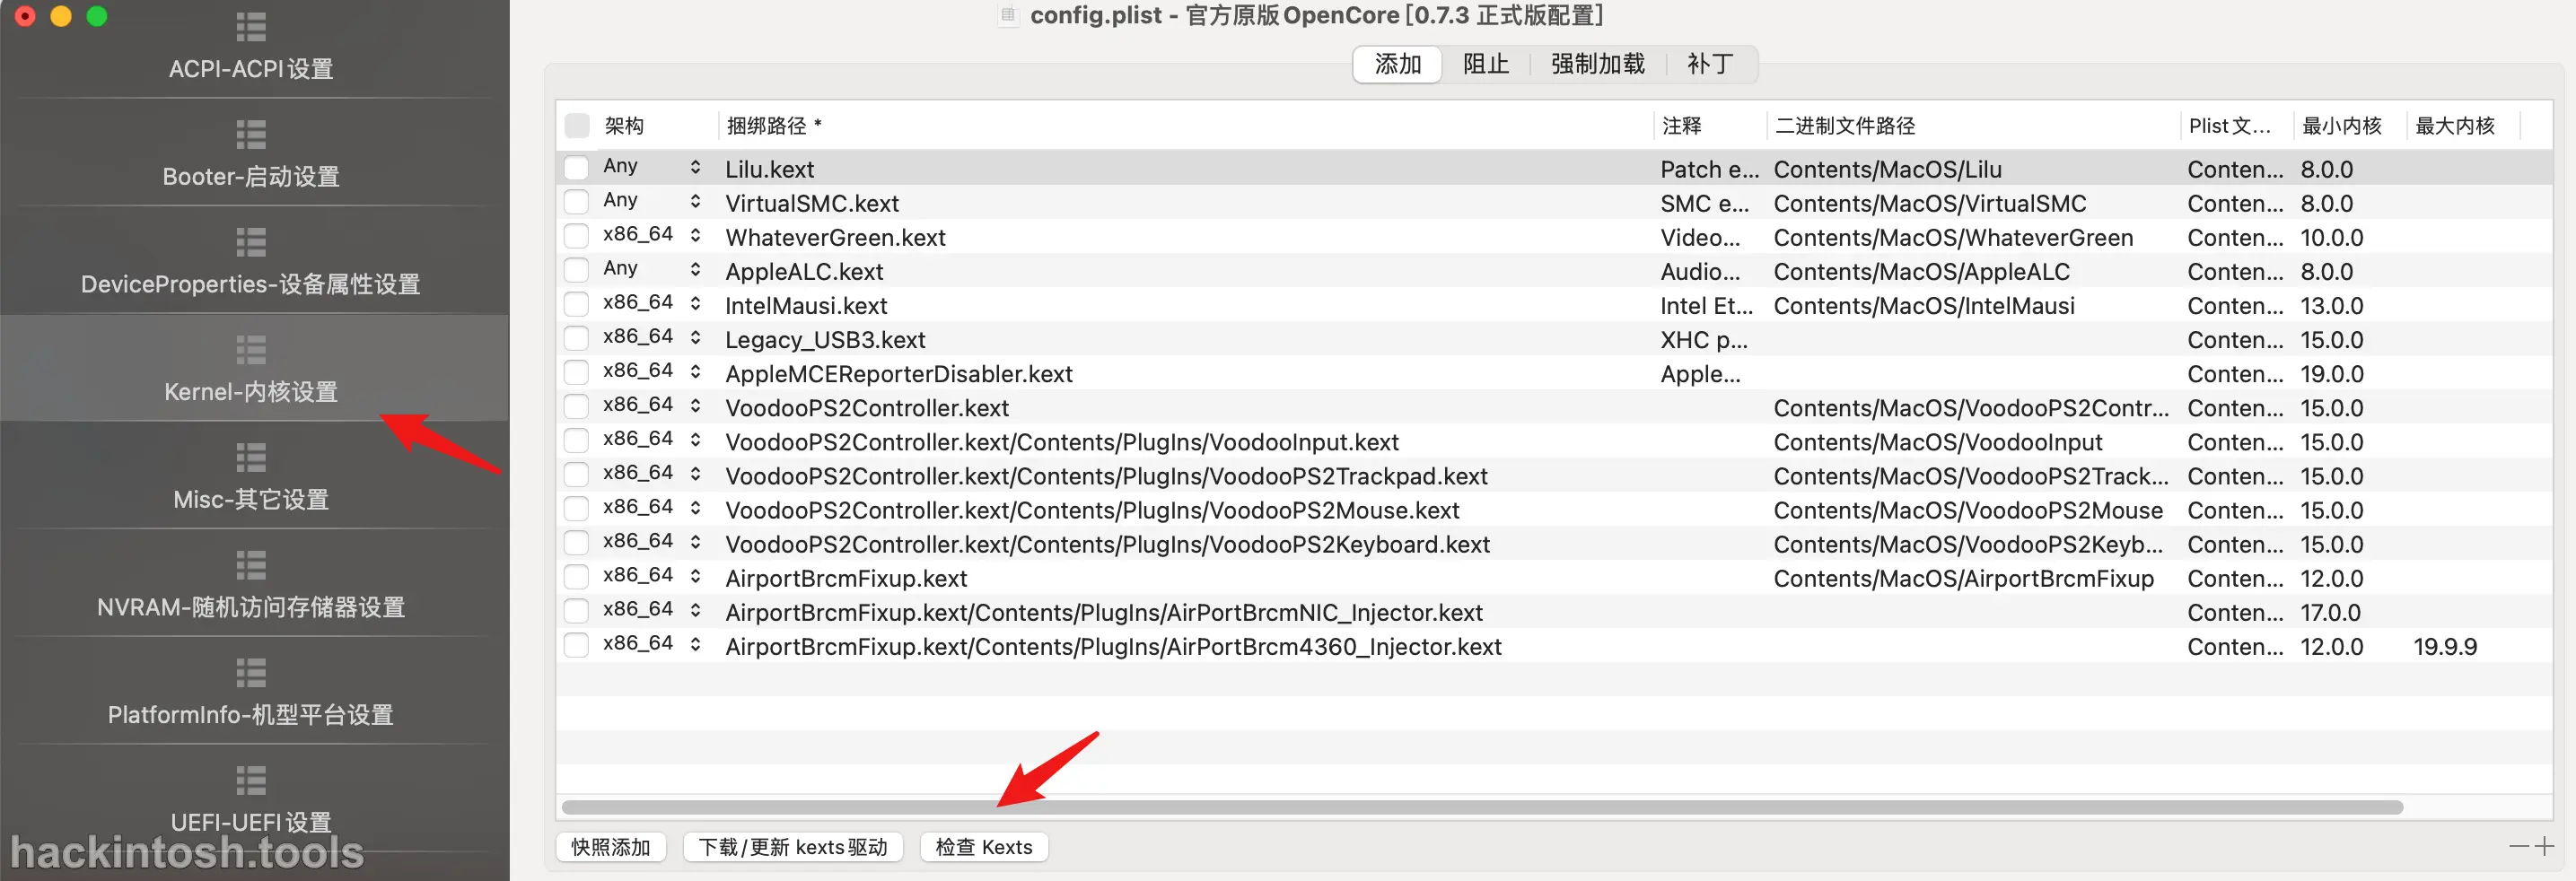 config.plist - 官方原版OpenCore[0.7.3 正式版配置]
ACPI-ACPI设置
Booter-启动设置
DeviceProperties-设备属性设置
Kernel-内核设置
Misc-其它设置
NVRAM-随机访问存储器设置
PlatformInfo-机型平台设置
UEFI-UEFI设置
hackintosh.tools
添加 阻止 强制加载 补丁
架构 捆绑路径 * 注释 二进制文件路径 Plist文... 最小内核 最大内核
Any Lilu.kext Patch e... Contents/MacOS/Lilu Conten... 8.0.0
Any VirtualSMC.kext SMC e... Contents/MacOS/VirtualSMC Conten... 8.0.0
x86_64 WhateverGreen.kext Video... Contents/MacOS/WhateverGreen Conten... 10.0.0
Any AppleALC.kext Audio... Contents/MacOS/AppleALC Conten... 8.0.0
x86_64 IntelMausi.kext Intel Et... Contents/MacOS/IntelMausi Conten... 13.0.0
x86_64 Legacy_USB3.kext XHC p... Conten... 15.0.0
x86_64 AppleMCEReporterDisabler.kext Apple... Conten... 19.0.0
x86_64 VoodooPS2Controller.kext Contents/MacOS/VoodooPS2Contr... Conten... 15.0.0
x86_64 VoodooPS2Controller.kext/Contents/PlugIns/VoodooInput.kext Contents/MacOS/VoodooInput Conten... 15.0.0
x86_64 VoodooPS2Controller.kext/Contents/PlugIns/VoodooPS2Trackpad.kext Contents/MacOS/VoodooPS2Track... Conten... 15.0.0
x86_64 VoodooPS2Controller.kext/Contents/PlugIns/VoodooPS2Mouse.kext Contents/MacOS/VoodooPS2Mouse Conten... 15.0.0
x86_64 VoodooPS2Controller.kext/Contents/PlugIns/VoodooPS2Keyboard.kext Contents/MacOS/VoodooPS2Keyb... Conten... 15.0.0
x86_64 AirportBrcmFixup.kext Contents/MacOS/AirportBrcmFixup Conten... 12.0.0
x86_64 AirportBrcmFixup.kext/Contents/PlugIns/AirPortBrcmNIC_Injector.kext Conten... 17.0.0
x86_64 AirportBrcmFixup.kext/Contents/PlugIns/AirPortBrcm4360_Injector.kext Conten... 12.0.0 19.9.9
快照添加 下载/更新 kexts驱动 检查 Kexts